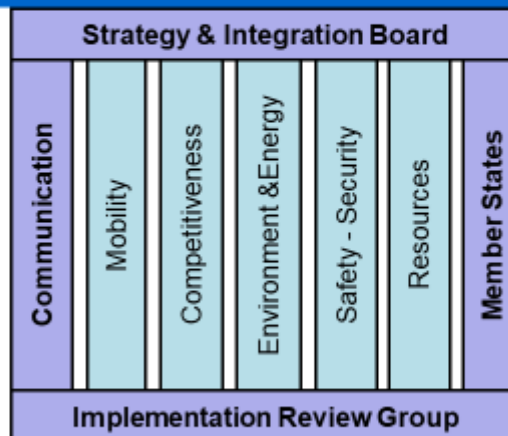 Strategy & Integration Board
Communication
Mobility
Competitiveness
Environment &Energy
Safety - Security
Resources
Member States
Implementation Review Group